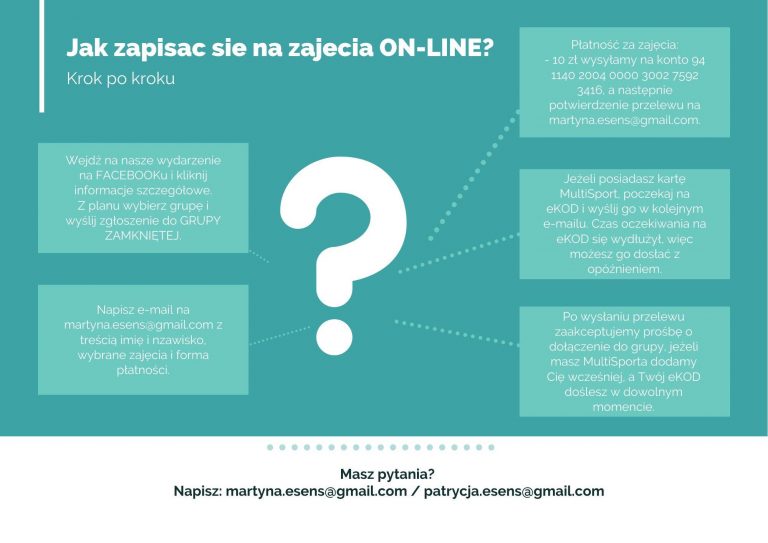 Jak zapisac sie na zajecia ON-LINE?
Krok po kroku
Wejdź na nasze wydarzenie
na FACEBOOKu i kliknij
informacje szczegółowe.
Z planu wybierz grupę i
wyślij zgłoszenie do GRUPY
ZAMKNIĘTEJ.
Napisz e-mail na
martyna.esens@gmail.com z
treścią imię i nzawisko,
wybrane zajęcia i forma
płatności.
Płatność za zajęcia:
- 10 zł wysyłamy na konto 94
1140 2004 0000 3002 7592
3416, a następnie
potwierdzenie przelewu na
martyna.esens@gmail.com.
Jeżeli posiadasz kartę
MultiSport, poczekaj na
eKOD i wyślij go w kolejnym
e-mailu. Czas oczekiwania na
eKOD się wydłużył, więc
możesz go dosłać z
opóźnieniem.
Po wysłaniu przelewu
zaakceptujemy prośbę o
dołączenie do grupy, jeżeli
masz MultiSporta dodamy
Cię wcześniej, a Twój eKOD
doślesz w dowolnym
momencie.
?
Masz pytania?
Napisz: martyna.esens@gmail.com / patrycja.esens@gmail.com